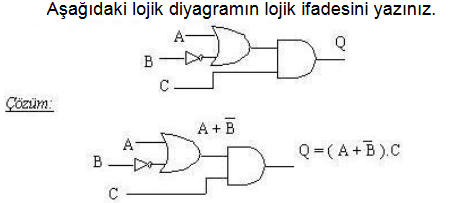 Aşağıdaki lojik diyagramın lojik ifadesini yazınız.
A
B
C
Q
Çözüm:
A + B̅
A
B
C
Q = ( A + B̅ ).C